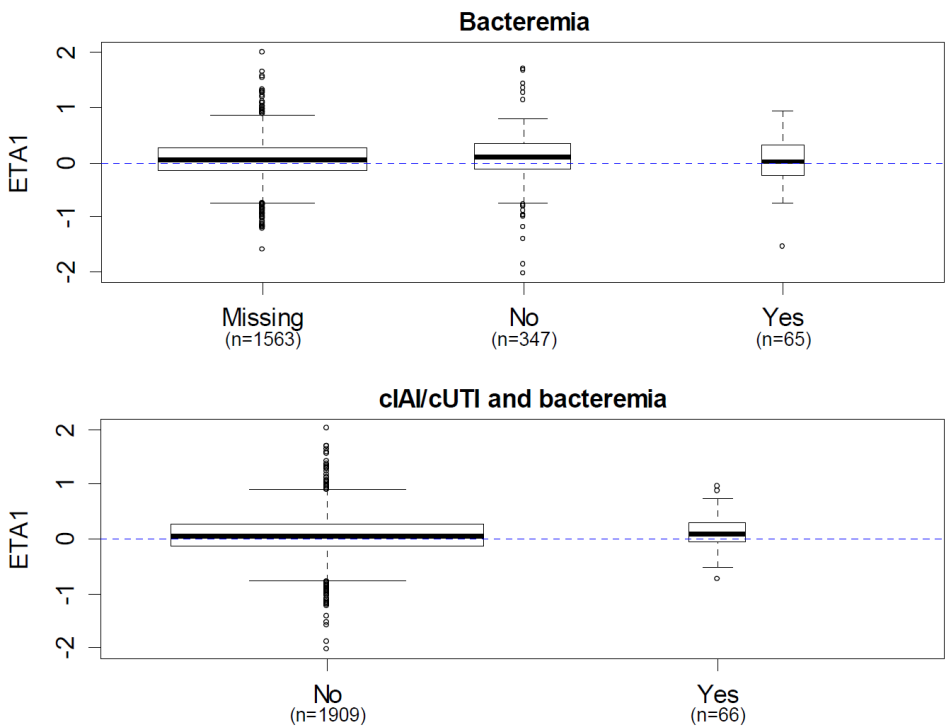 Bacteremia
ETA1
2
1
0
-1
-2
Missing
(n=1563)
No
(n=347)
Yes
(n=65)
cIAI/cUTI and bacteremia
ETA1
2
1
0
-1
-2
No
(n=1909)
Yes
(n=66)